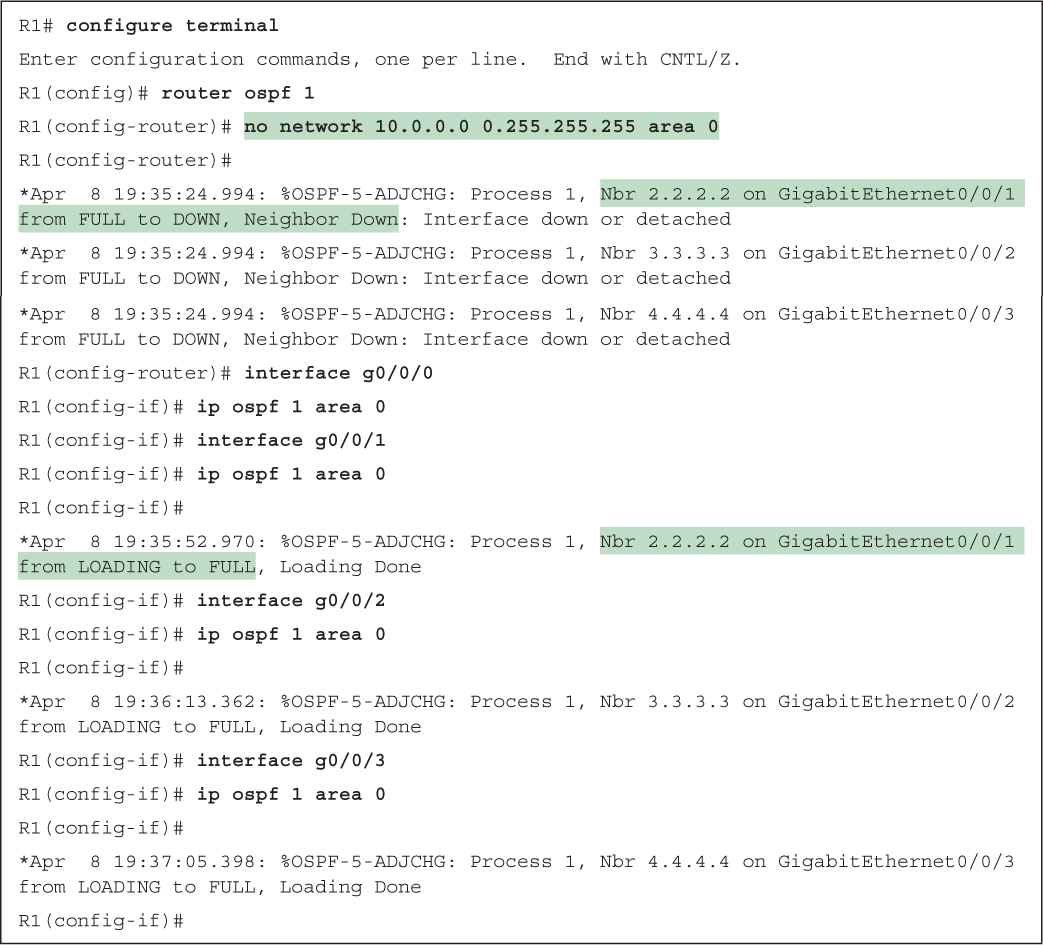 R1# configure terminal
Enter configuration commands, one per line.  End with CNTL/Z.
R1(config)# router ospf 1
R1(config-router)# no network 10.0.0.0 0.255.255.255 area 0
R1(config-router)#
*Apr  8 19:35:24.994: %OSPF-5-ADJCHG: Process 1, Nbr 2.2.2.2 on GigabitEthernet0/0/1
from FULL to DOWN, Neighbor Down: Interface down or detached
*Apr  8 19:35:24.994: %OSPF-5-ADJCHG: Process 1, Nbr 3.3.3.3 on GigabitEthernet0/0/2
from FULL to DOWN, Neighbor Down: Interface down or detached
*Apr  8 19:35:24.994: %OSPF-5-ADJCHG: Process 1, Nbr 4.4.4.4 on GigabitEthernet0/0/3
from FULL to DOWN, Neighbor Down: Interface down or detached
R1(config-router)# interface g0/0/0
R1(config-if)# ip ospf 1 area 0
R1(config-if)# interface g0/0/1
R1(config-if)# ip ospf 1 area 0
R1(config-if)#
*Apr  8 19:35:52.970: %OSPF-5-ADJCHG: Process 1, Nbr 2.2.2.2 on GigabitEthernet0/0/1
from LOADING to FULL, Loading Done
R1(config-if)# interface g0/0/2
R1(config-if)# ip ospf 1 area 0
R1(config-if)#
*Apr  8 19:36:13.362: %OSPF-5-ADJCHG: Process 1, Nbr 3.3.3.3 on GigabitEthernet0/0/2
from LOADING to FULL, Loading Done
R1(config-if)# interface g0/0/3
R1(config-if)# ip ospf 1 area 0
R1(config-if)#
*Apr  8 19:37:05.398: %OSPF-5-ADJCHG: Process 1, Nbr 4.4.4.4 on GigabitEthernet0/0/3
from LOADING to FULL, Loading Done
R1(config-if)#